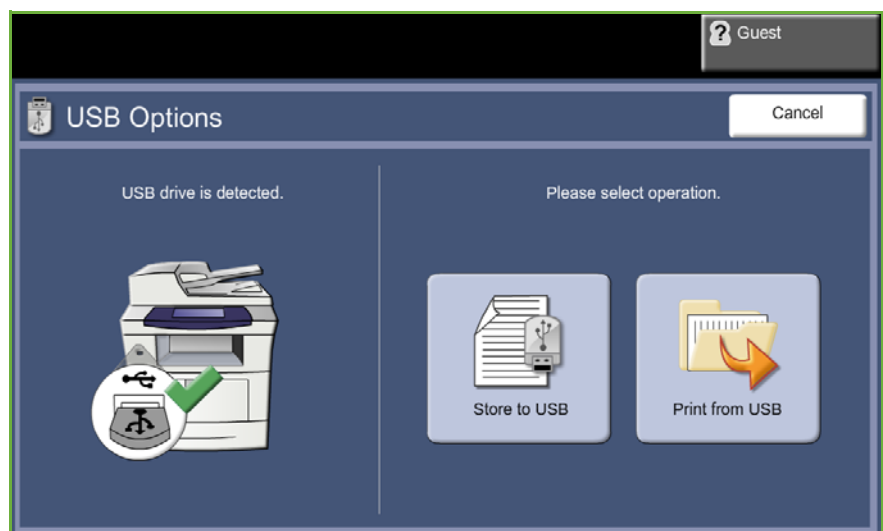 Guest
USB Options
Cancel
USB drive is detected.
Please select operation.
Store to USB
Print from USB